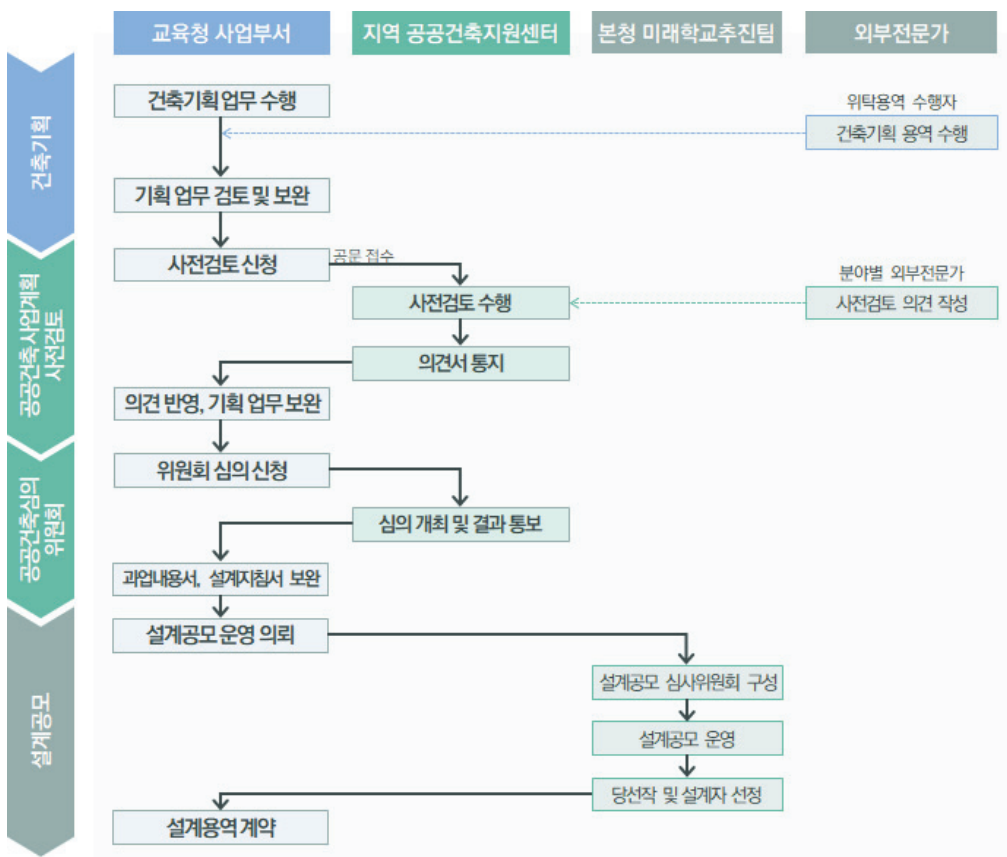 교육청 사업부서
지역 공공건축지원센터
본청 미래학교추진팀
외부전문가
건축기획
건축기획 업무 수행
위탁용역 수행자
건축기획 용역 수행
기획 업무 검토 및 보완
공공건축 사업계획
사전검토
사전검토 신청
공문 접수
분야별 외부전문가
사전검토 수행
사전검토 의견 작성
의견서 통지
의견 반영, 기획 업무 보완
공공건축심의
위원회
위원회 심의 신청
심의 개최 및 결과 통보
과업내용서, 설계지침서 보완
설계공모
설계공모 운영 의뢰
설계공모 심사위원회 구성
설계공모 운영
당선작 및 설계자 선정
설계용역 계약